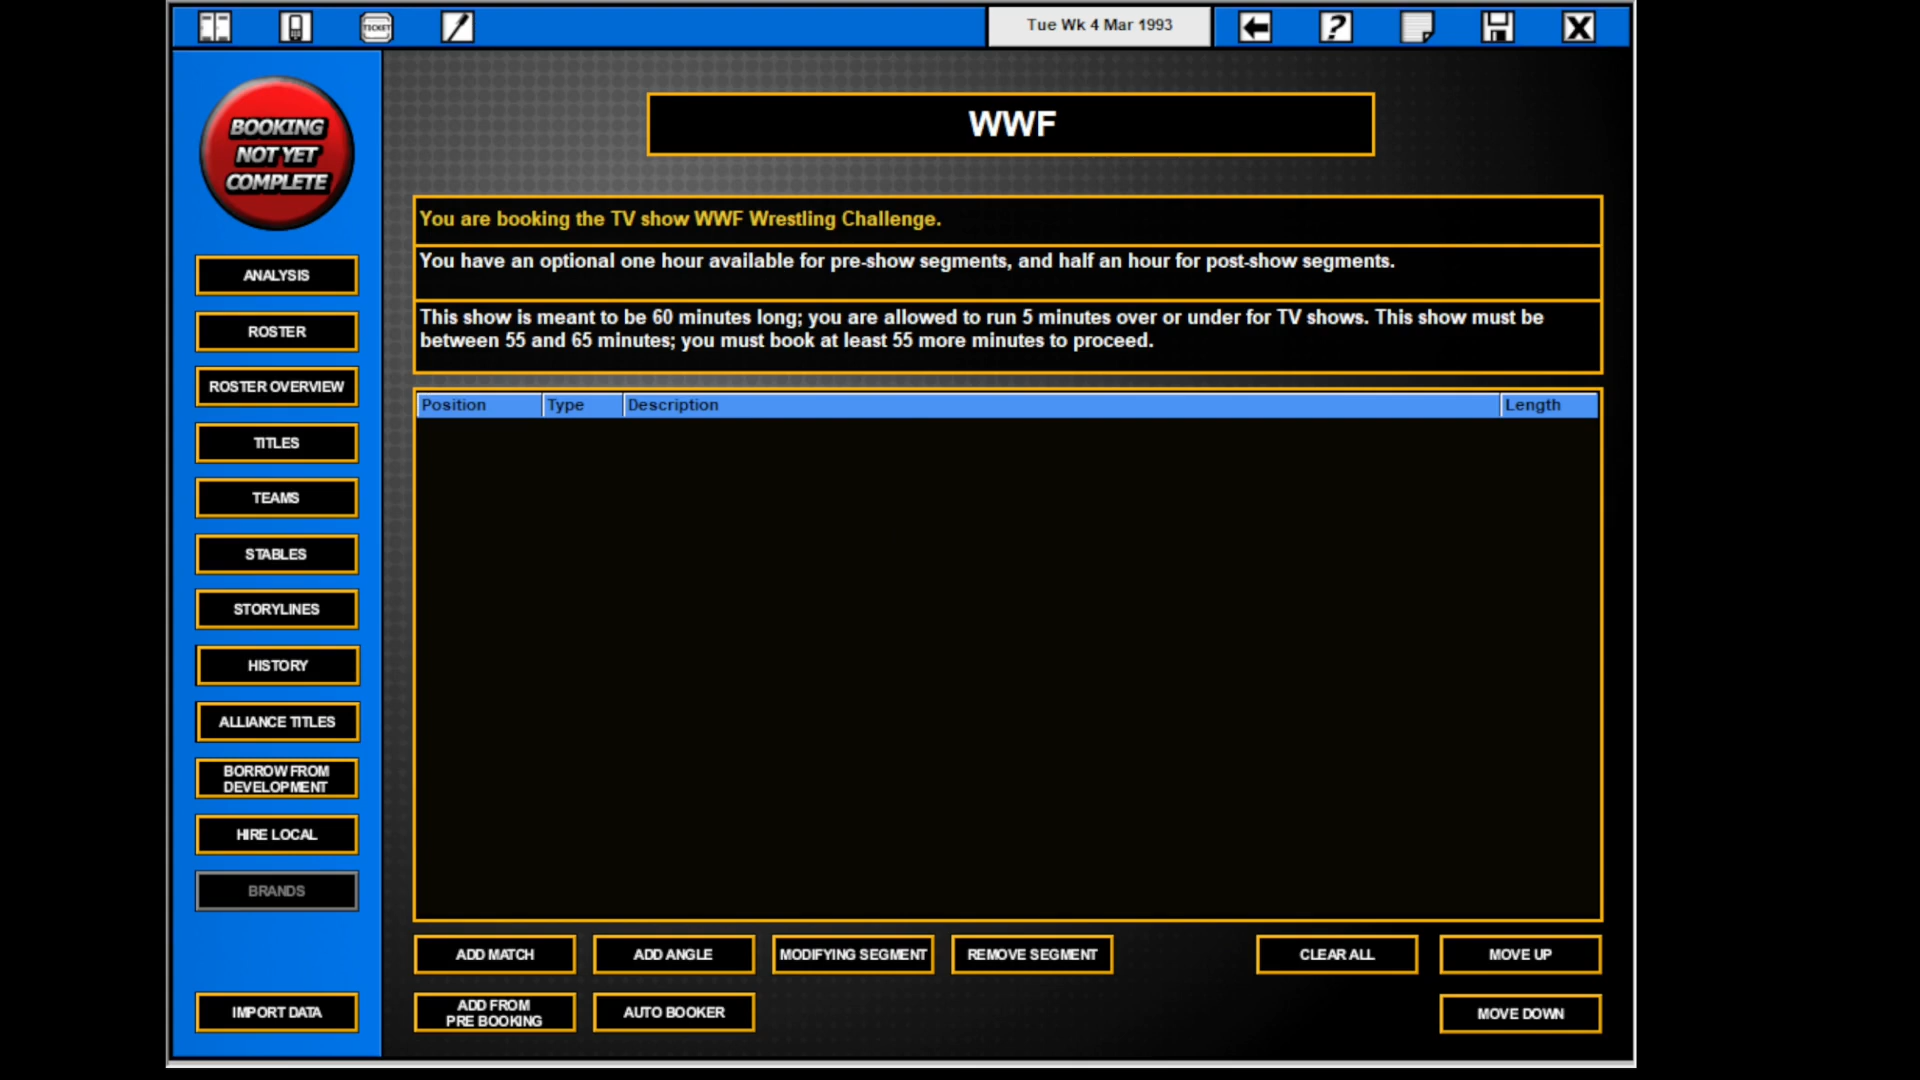 TICKET
Tue Wk 4 Mar 1993
?
X
BOOKING
NOT YET
COMPLETE
WWF
You are booking the TV show WWF Wrestling Challenge.
You have an optional one hour available for pre-show segments, and half an hour for post-show segments.
This show is meant to be 60 minutes long; you are allowed to run 5 minutes over or under for TV shows. This show must be
between 55 and 65 minutes; you must book at least 55 more minutes to proceed.
ANALYSIS
ROSTER
ROSTER OVERVIEW
TITLES
TEAMS
STABLES
STORYLINES
HISTORY
ALLIANCE TITLES
BORROW FROM
DEVELOPMENT
HIRE LOCAL
BRANDS
IMPORT DATA
Position Type Description Length
ADD MATCH ADD ANGLE MODIFYING SEGMENT REMOVE SEGMENT CLEAR ALL MOVE UP
ADD FROM
PRE BOOKING
AUTO BOOKER
MOVE DOWN